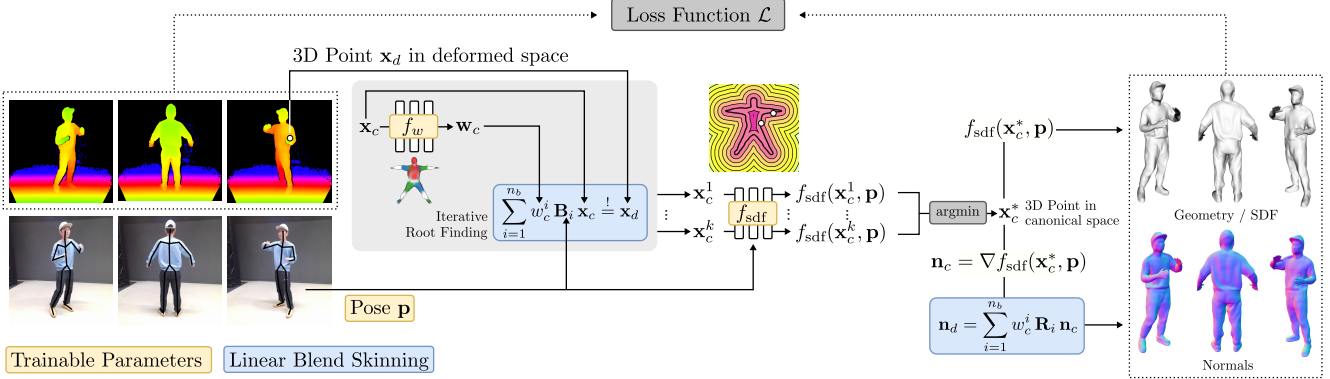 Loss Function ℒ
3D Point x_d in deformed space
x_c
f_w
w_c
Iterative
Root Finding
∑_{i=1}^{n_b} w_c^i B_i x_c =^! x_d
x_c^1
⋮
x_c^k
f_sdf
f_sdf(x_c^1, p)
⋮
⋮
f_sdf(x_c^k, p)
argmin
f_sdf(x_c^*, p)
x_c^* 3D Point in
canonical space
n_c = ∇f_sdf(x_c^*, p)
n_d = ∑_{i=1}^{n_b} w_c^i R_i n_c
Geometry / SDF
Normals
Pose p
Trainable Parameters
Linear Blend Skinning